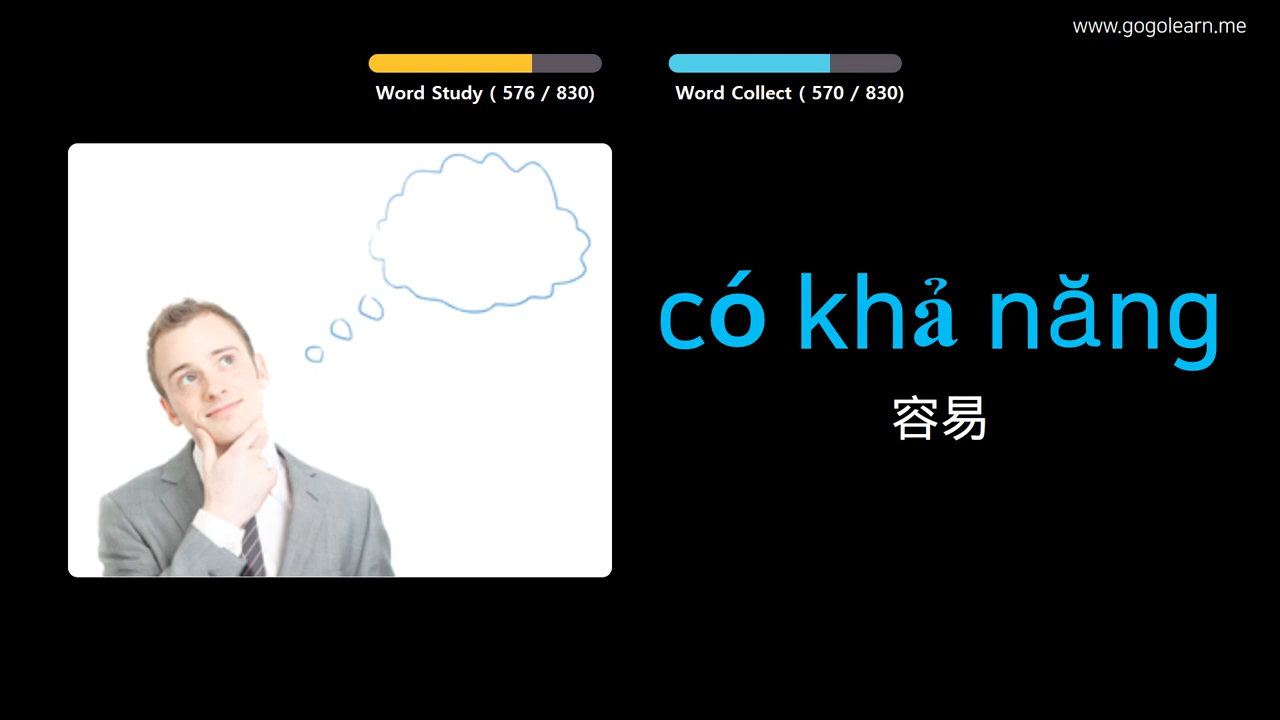 www.gogolearn.me
Word Study ( 576 / 830)
Word Collect ( 570 / 830)
có khả năng
容易